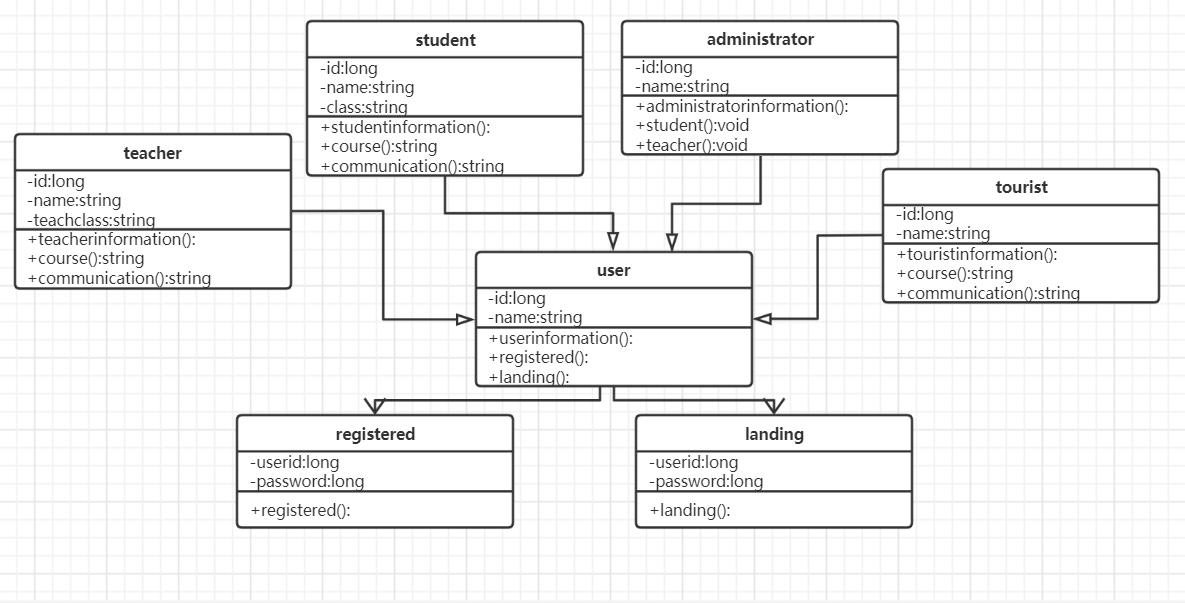 student
-id:long
-name:string
-class:string
+studentinformation():
+course():string
+communication():string
administrator
-id:long
-name:string
+administratorinformation():
+student():void
+teacher():void
teacher
-id:long
-name:string
-teachclass:string
+teacherinformation():
+course():string
+communication():string
tourist
-id:long
-name:string
+touristinformation():
+course():string
+communication():string
user
-id:long
-name:string
+userinformation():
+registered():
+landing():
registered
-userid:long
-password:long
+registered():
landing
-userid:long
-password:long
+landing():